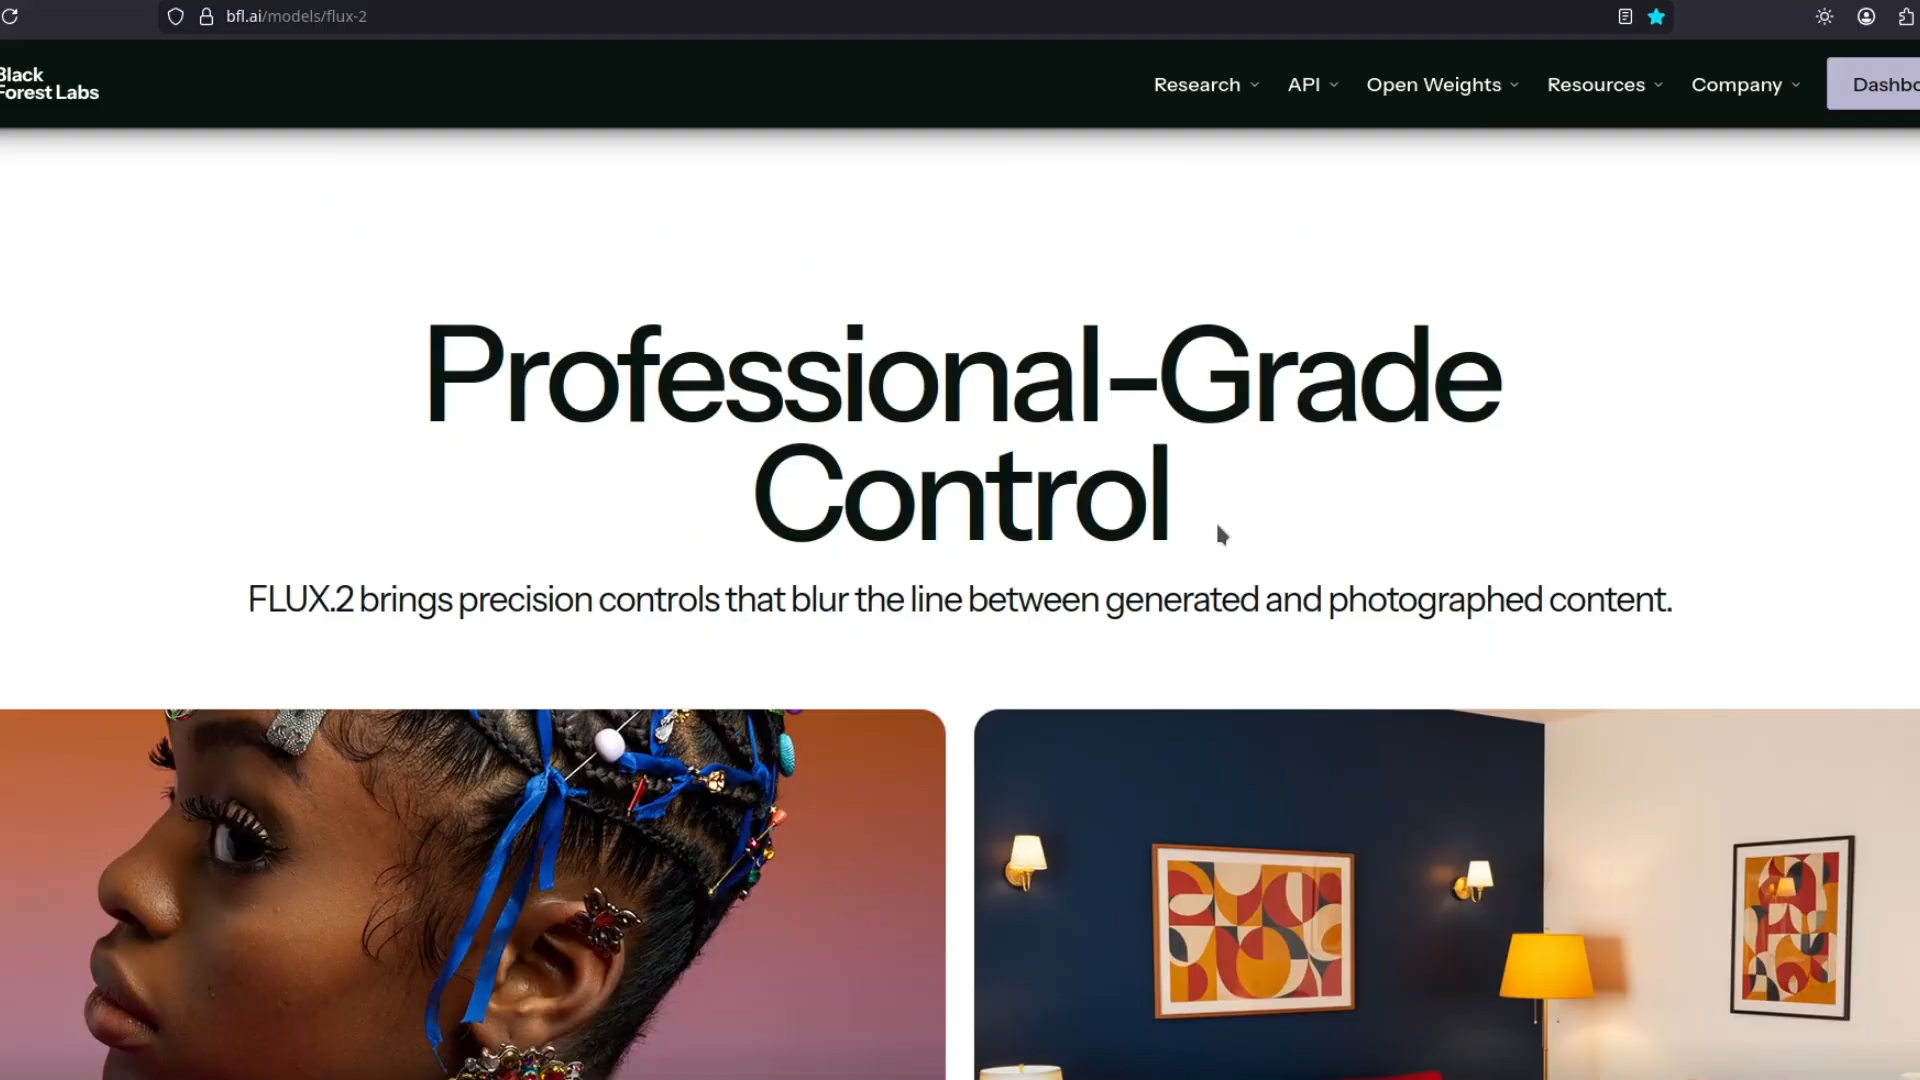 bfl.ai/models/flux-2
Black
Forest Labs
Research
API
Open Weights
Resources
Company
Professional-Grade
Control
FLUX.2 brings precision controls that blur the line between generated and photographed content.